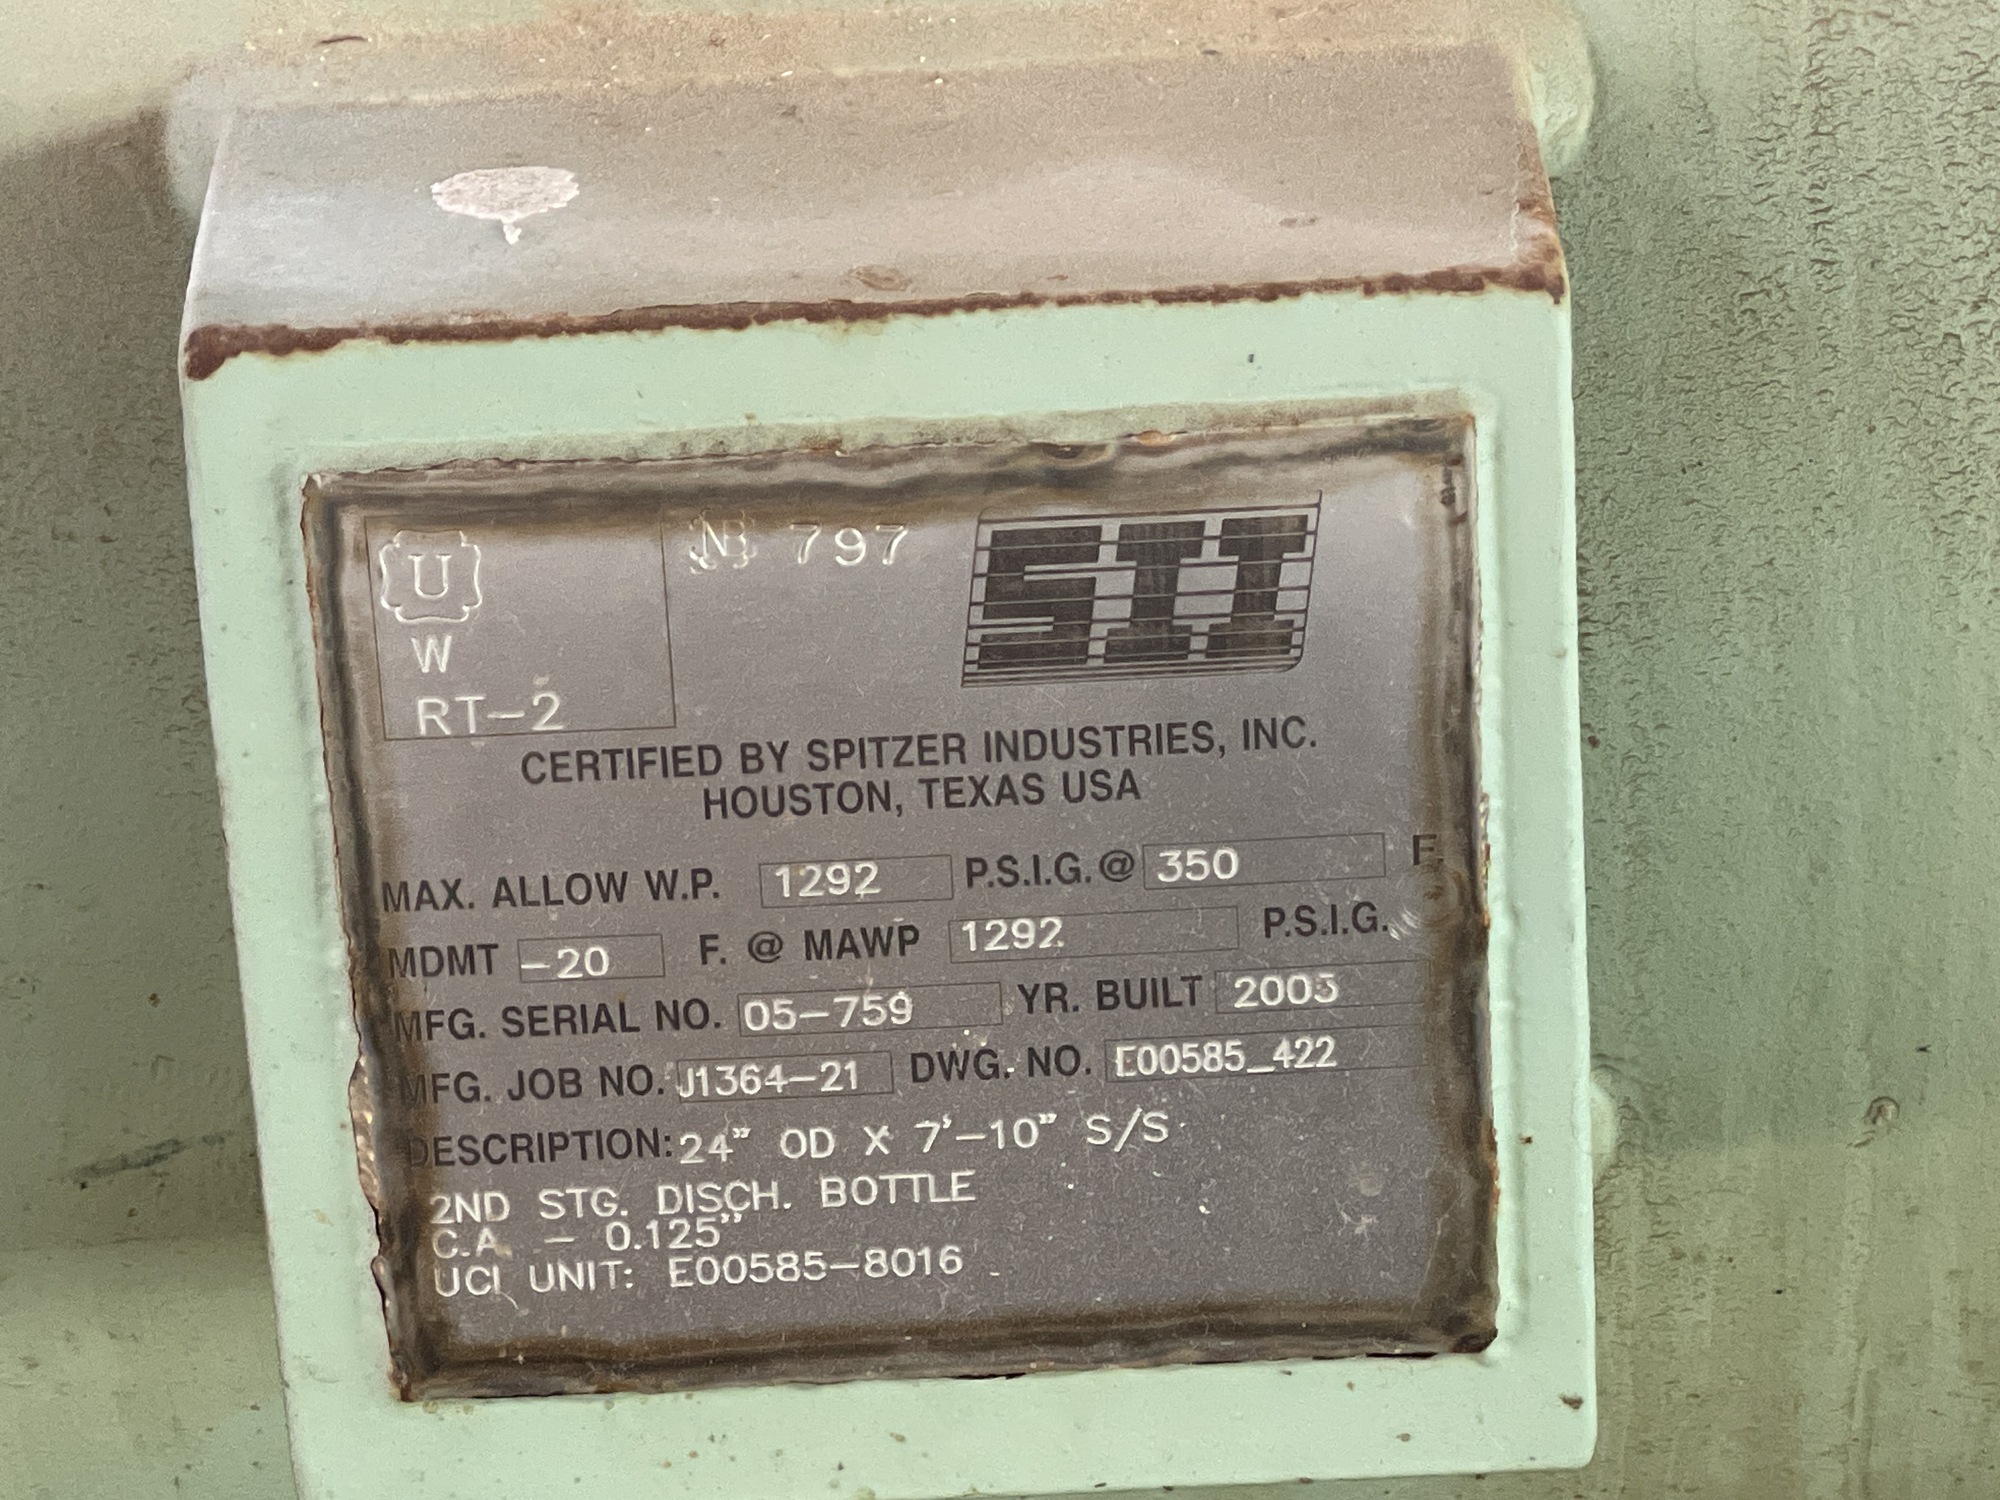 U
NB 797
SII
W
RT-2
CERTIFIED BY SPITZER INDUSTRIES, INC.
HOUSTON, TEXAS USA
MAX. ALLOW W.P. 1292 P.S.I.G. @ 350 F.
MDMT -20 F. @ MAWP 1292 P.S.I.G.
MFG. SERIAL NO. 05-759 YR. BUILT 2005
MFG. JOB NO. J1364-21 DWG. NO. E00585_422
DESCRIPTION: 24" OD X 7'-10" S/S
2ND STG. DISCH. BOTTLE
C.A. - 0.125"
UCI UNIT: E00585-8016